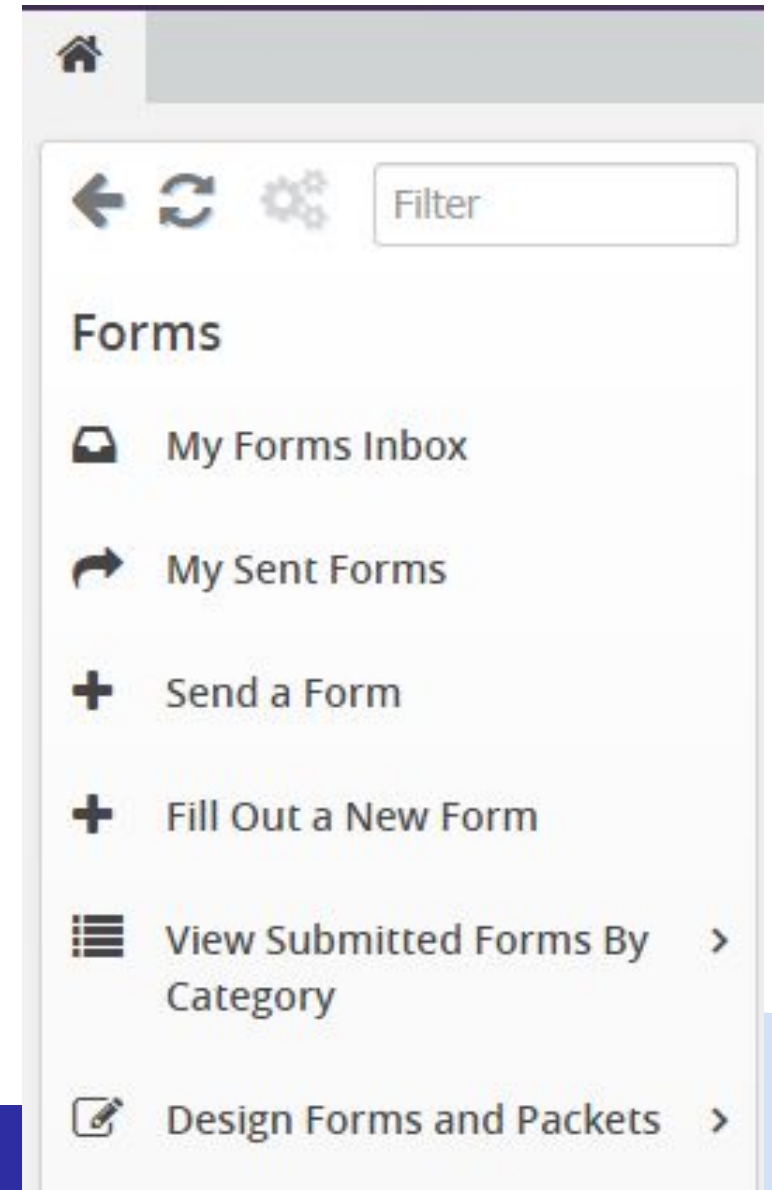 Filter
Forms
My Forms Inbox
My Sent Forms
Send a Form
Fill Out a New Form
View Submitted Forms By
Category
Design Forms and Packets